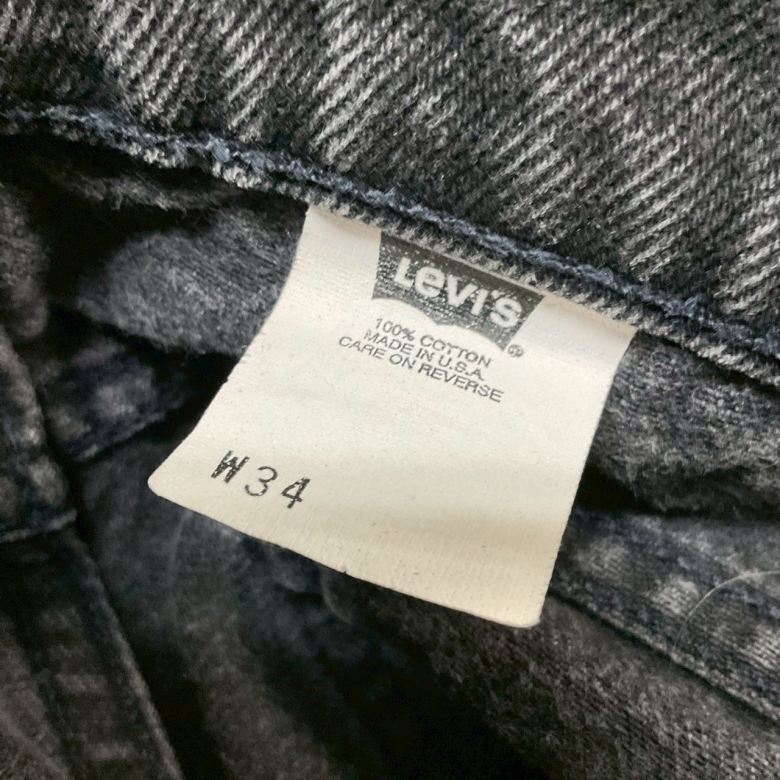 Levi's ®
100% COTTON
MADE IN U.S.A.
CARE ON REVERSE
W34